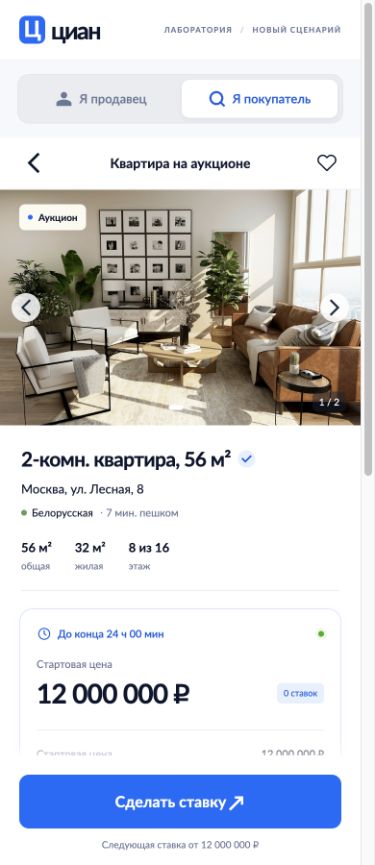 Ц циан
ЛАБОРАТОРИЯ / НОВЫЙ СЦЕНАРИЙ
Я продавец
Я покупатель
Квартира на аукционе
Аукцион
1 / 2
2-комн. квартира, 56 м²
Москва, ул. Лесная, 8
Белорусская · 7 мин. пешком
56 м² 32 м² 8 из 16
общая жилая этаж
До конца 24 ч 00 мин
Стартовая цена
12 000 000 ₽
0 ставок
Стартовая цена 12 000 000 ₽
Сделать ставку
Следующая ставка от 12 000 000 ₽